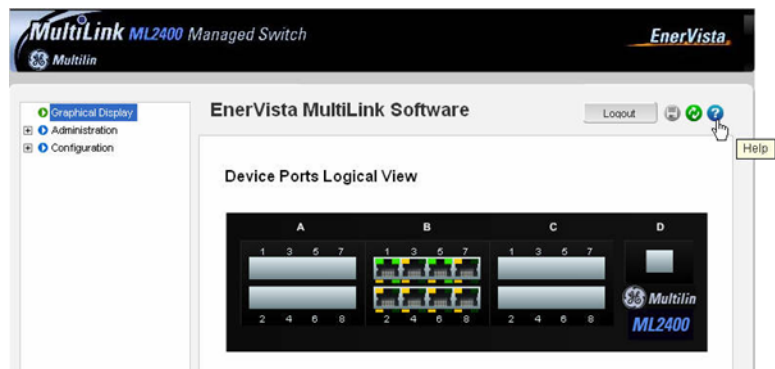 MultiLink ML2400 Managed Switch
Multilin
EnerVista
Graphical Display
Administration
Configuration
EnerVista MultiLink Software
Logout
Help
Device Ports Logical View
A B C D
1 3 5 7 1 3 5 7 1 3 5 7
2 4 6 8 2 4 6 8 2 4 6 8
Multilin
ML2400